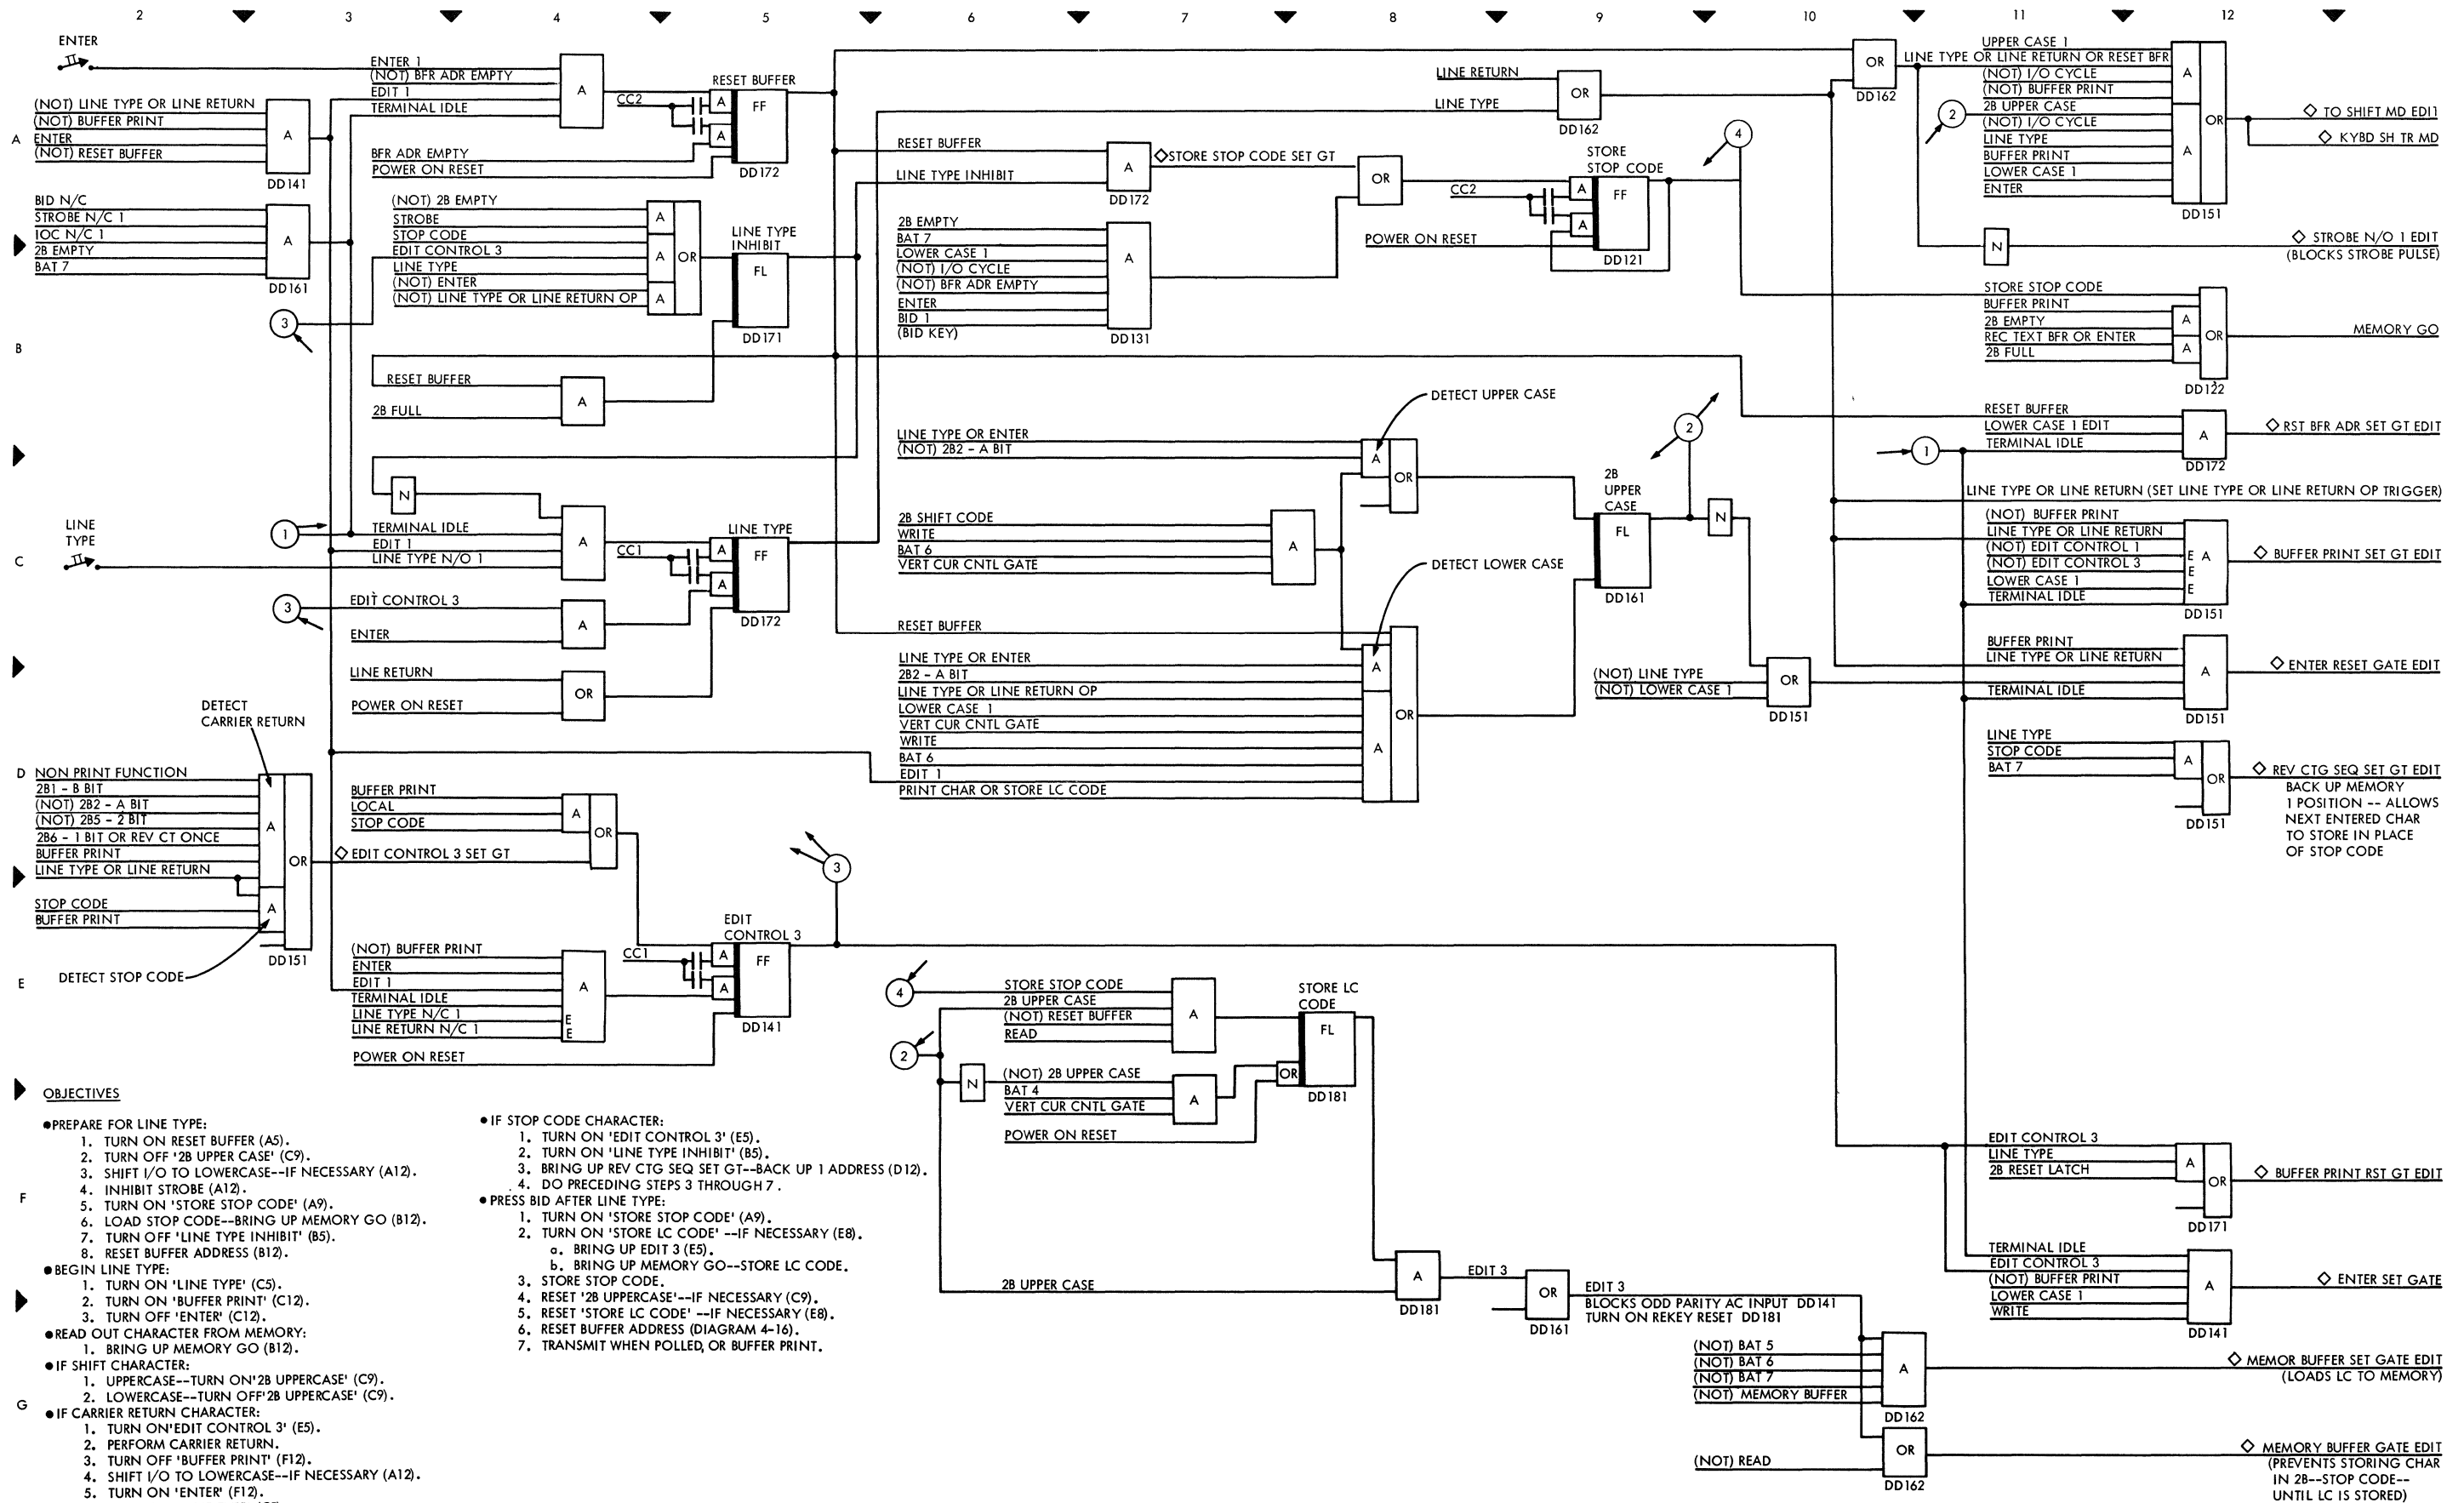 2 3 4 5 6 7 8 9 10 11 12
ENTER
ENTER 1
(NOT) BFR ADR EMPTY
EDIT 1
TERMINAL IDLE
A
(NOT) LINE TYPE OR LINE RETURN
(NOT) BUFFER PRINT
ENTER
(NOT) RESET BUFFER
A
DD141
A
BID N/C
STROBE N/C 1
IOC N/C 1
2B EMPTY
BAT 7
A
DD161
RESET BUFFER
CC2
A
A
FF
BFR ADR EMPTY
POWER ON RESET
DD172
(NOT) 2B EMPTY
STROBE
STOP CODE
EDIT CONTROL 3
LINE TYPE
(NOT) ENTER
(NOT) LINE TYPE OR LINE RETURN OP
A
A
A
OR
LINE TYPE
INHIBIT
FL
DD171
3
B
RESET BUFFER
2B FULL
A
LINE RETURN
LINE TYPE
OR
DD162
OR
DD162
RESET BUFFER
LINE TYPE INHIBIT
A
DD172
◇STORE STOP CODE SET GT
OR
2B EMPTY
BAT 7
LOWER CASE 1
(NOT) I/O CYCLE
(NOT) BFR ADR EMPTY
ENTER
BID 1
(BID KEY)
A
DD131
STORE
STOP CODE
CC2
A
A
FF
POWER ON RESET
DD121
4
UPPER CASE 1
LINE TYPE OR LINE RETURN OR RESET BFR
(NOT) I/O CYCLE
(NOT) BUFFER PRINT
2B UPPER CASE
(NOT) I/O CYCLE
LINE TYPE
BUFFER PRINT
LOWER CASE 1
ENTER
2
A
A
OR
DD151
◇ TO SHIFT MD EDIT
◇ KYBD SH TR MD
N
◇ STROBE N/O 1 EDIT
(BLOCKS STROBE PULSE)
STORE STOP CODE
BUFFER PRINT
2B EMPTY
REC TEXT BFR OR ENTER
2B FULL
A
A
OR
DD122
MEMORY GO
RESET BUFFER
LOWER CASE 1 EDIT
TERMINAL IDLE
1
A
DD172
◇ RST BFR ADR SET GT EDIT
LINE TYPE OR LINE RETURN (SET LINE TYPE OR LINE RETURN OP TRIGGER)
C
LINE
TYPE
N
1
TERMINAL IDLE
EDIT 1
LINE TYPE N/O 1
A
LINE TYPE
CC1
A
A
FF
DD172
3
EDIT CONTROL 3
ENTER
A
LINE RETURN
POWER ON RESET
OR
DETECT UPPER CASE
LINE TYPE OR ENTER
(NOT) 2B2 - A BIT
A
OR
2B SHIFT CODE
WRITE
BAT 6
VERT CUR CNTL GATE
A
DETECT LOWER CASE
2B
UPPER
CASE
FL
DD161
2
N
RESET BUFFER
LINE TYPE OR ENTER
2B2 - A BIT
LINE TYPE OR LINE RETURN OP
LOWER CASE 1
VERT CUR CNTL GATE
WRITE
BAT 6
EDIT 1
PRINT CHAR OR STORE LC CODE
A
A
OR
(NOT) LINE TYPE
(NOT) LOWER CASE 1
OR
DD151
(NOT) BUFFER PRINT
LINE TYPE OR LINE RETURN
(NOT) EDIT CONTROL 1
(NOT) EDIT CONTROL 3
LOWER CASE 1
TERMINAL IDLE
E
E
E
A
DD151
◇ BUFFER PRINT SET GT EDIT
BUFFER PRINT
LINE TYPE OR LINE RETURN
TERMINAL IDLE
A
DD151
◇ ENTER RESET GATE EDIT
LINE TYPE
STOP CODE
BAT 7
A
OR
DD151
◇ REV CTG SEQ SET GT EDIT
BACK UP MEMORY
1 POSITION -- ALLOWS
NEXT ENTERED CHAR
TO STORE IN PLACE
OF STOP CODE
DETECT
CARRIER RETURN
D
NON PRINT FUNCTION
2B1 - B BIT
(NOT) 2B2 - A BIT
(NOT) 2B5 - 2 BIT
2B6 - 1 BIT OR REV CT ONCE
BUFFER PRINT
LINE TYPE OR LINE RETURN
STOP CODE
BUFFER PRINT
A
A
OR
DD151
DETECT STOP CODE
BUFFER PRINT
LOCAL
STOP CODE
◇ EDIT CONTROL 3 SET GT
A
OR
3
E
(NOT) BUFFER PRINT
ENTER
EDIT 1
TERMINAL IDLE
LINE TYPE N/C 1
LINE RETURN N/C 1
A
E
E
POWER ON RESET
EDIT
CONTROL 3
CC1
A
A
FF
DD141
4
STORE STOP CODE
2B UPPER CASE
(NOT) RESET BUFFER
READ
A
2
N
(NOT) 2B UPPER CASE
BAT 4
VERT CUR CNTL GATE
A
POWER ON RESET
STORE LC
CODE
FL
OR
DD181
2B UPPER CASE
A
DD181
EDIT 3
OR
DD161
EDIT 3
BLOCKS ODD PARITY AC INPUT DD141
TURN ON REKEY RESET DD181
EDIT CONTROL 3
LINE TYPE
2B RESET LATCH
A
OR
DD171
◇ BUFFER PRINT RST GT EDIT
TERMINAL IDLE
EDIT CONTROL 3
(NOT) BUFFER PRINT
LOWER CASE 1
WRITE
A
DD141
◇ ENTER SET GATE
(NOT) BAT 5
(NOT) BAT 6
(NOT) BAT 7
(NOT) MEMORY BUFFER
A
DD162
◇ MEMOR BUFFER SET GATE EDIT
(LOADS LC TO MEMORY)
(NOT) READ
OR
DD162
◇ MEMORY BUFFER GATE EDIT
(PREVENTS STORING CHAR
IN 2B--STOP CODE--
UNTIL LC IS STORED)
F
G
OBJECTIVES
●PREPARE FOR LINE TYPE:
1. TURN ON RESET BUFFER (A5).
2. TURN OFF '2B UPPER CASE' (C9).
3. SHIFT I/O TO LOWERCASE--IF NECESSARY (A12).
4. INHIBIT STROBE (A12).
5. TURN ON 'STORE STOP CODE' (A9).
6. LOAD STOP CODE--BRING UP MEMORY GO (B12).
7. TURN OFF 'LINE TYPE INHIBIT' (B5).
8. RESET BUFFER ADDRESS (B12).
●BEGIN LINE TYPE:
1. TURN ON 'LINE TYPE' (C5).
2. TURN ON 'BUFFER PRINT' (C12).
3. TURN OFF 'ENTER' (C12).
●READ OUT CHARACTER FROM MEMORY:
1. BRING UP MEMORY GO (B12).
●IF SHIFT CHARACTER:
1. UPPERCASE--TURN ON'2B UPPERCASE' (C9).
2. LOWERCASE--TURN OFF'2B UPPERCASE' (C9).
●IF CARRIER RETURN CHARACTER:
1. TURN ON'EDIT CONTROL 3' (E5).
2. PERFORM CARRIER RETURN.
3. TURN OFF 'BUFFER PRINT' (F12).
4. SHIFT I/O TO LOWERCASE--IF NECESSARY (A12).
5. TURN ON 'ENTER' (F12).
●IF STOP CODE CHARACTER:
1. TURN ON 'EDIT CONTROL 3' (E5).
2. TURN ON 'LINE TYPE INHIBIT' (B5).
3. BRING UP REV CTG SEQ SET GT--BACK UP 1 ADDRESS (D12).
4. DO PRECEDING STEPS 3 THROUGH 7.
●PRESS BID AFTER LINE TYPE:
1. TURN ON 'STORE STOP CODE' (A9).
2. TURN ON 'STORE LC CODE' --IF NECESSARY (E8).
a. BRING UP EDIT 3 (E5).
b. BRING UP MEMORY GO--STORE LC CODE.
3. STORE STOP CODE.
4. RESET '2B UPPERCASE'--IF NECESSARY (C9).
5. RESET 'STORE LC CODE' --IF NECESSARY (E8).
6. RESET BUFFER ADDRESS (DIAGRAM 4-16).
7. TRANSMIT WHEN POLLED, OR BUFFER PRINT.